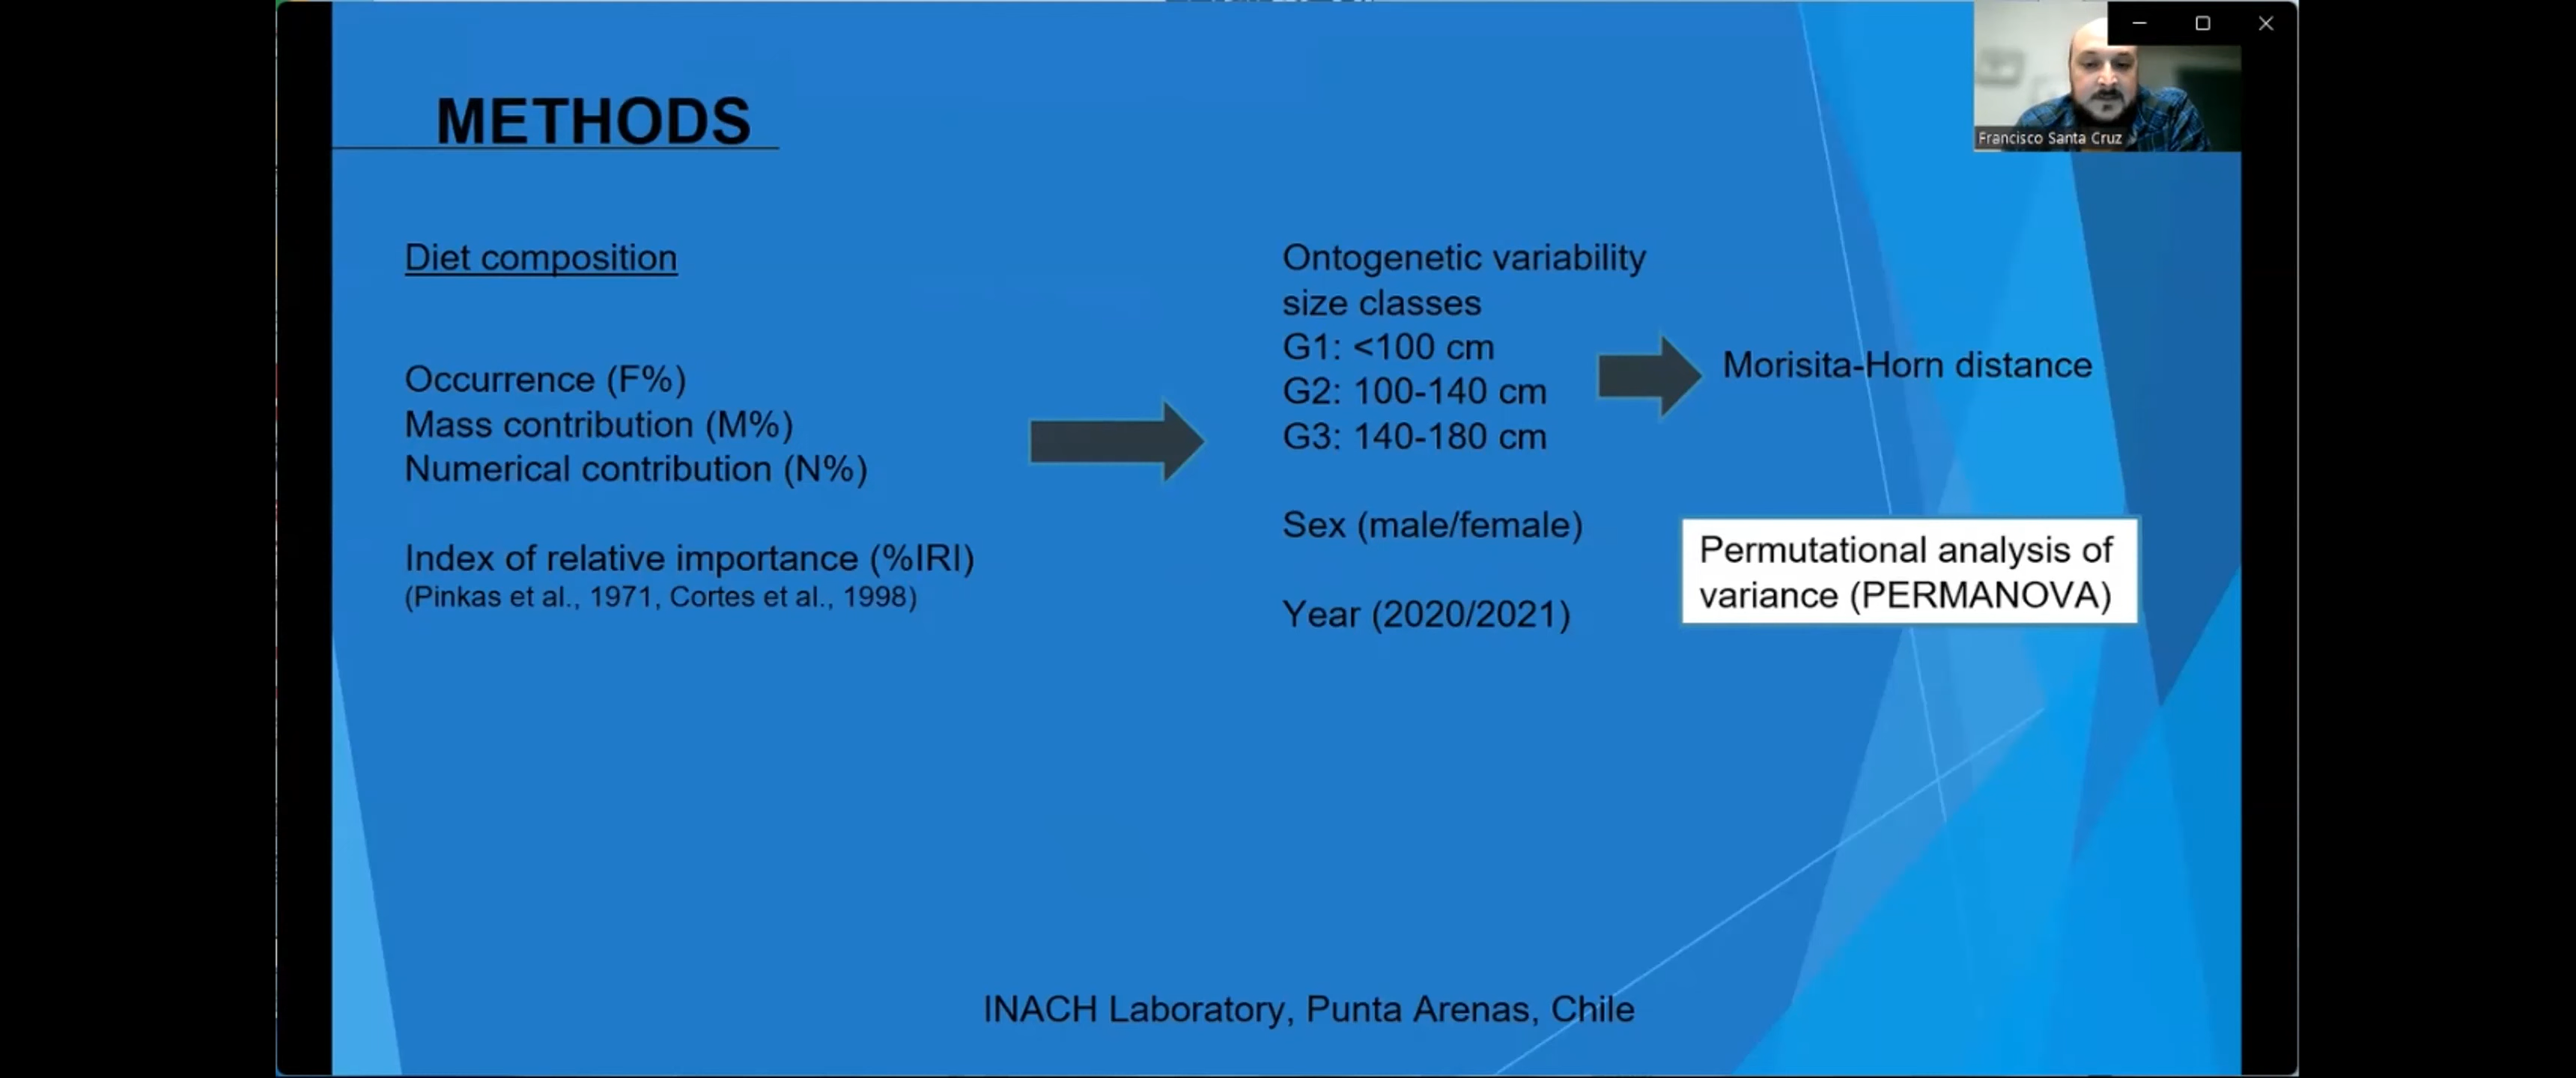 METHODS
Francisco Santa Cruz
Diet composition
Occurrence (F%)
Mass contribution (M%)
Numerical contribution (N%)
Index of relative importance (%IRI)
(Pinkas et al., 1971, Cortes et al., 1998)
Ontogenetic variability
size classes
G1: <100 cm
G2: 100-140 cm
G3: 140-180 cm
Sex (male/female)
Year (2020/2021)
Morisita-Horn distance
Permutational analysis of
variance (PERMANOVA)
INACH Laboratory, Punta Arenas, Chile